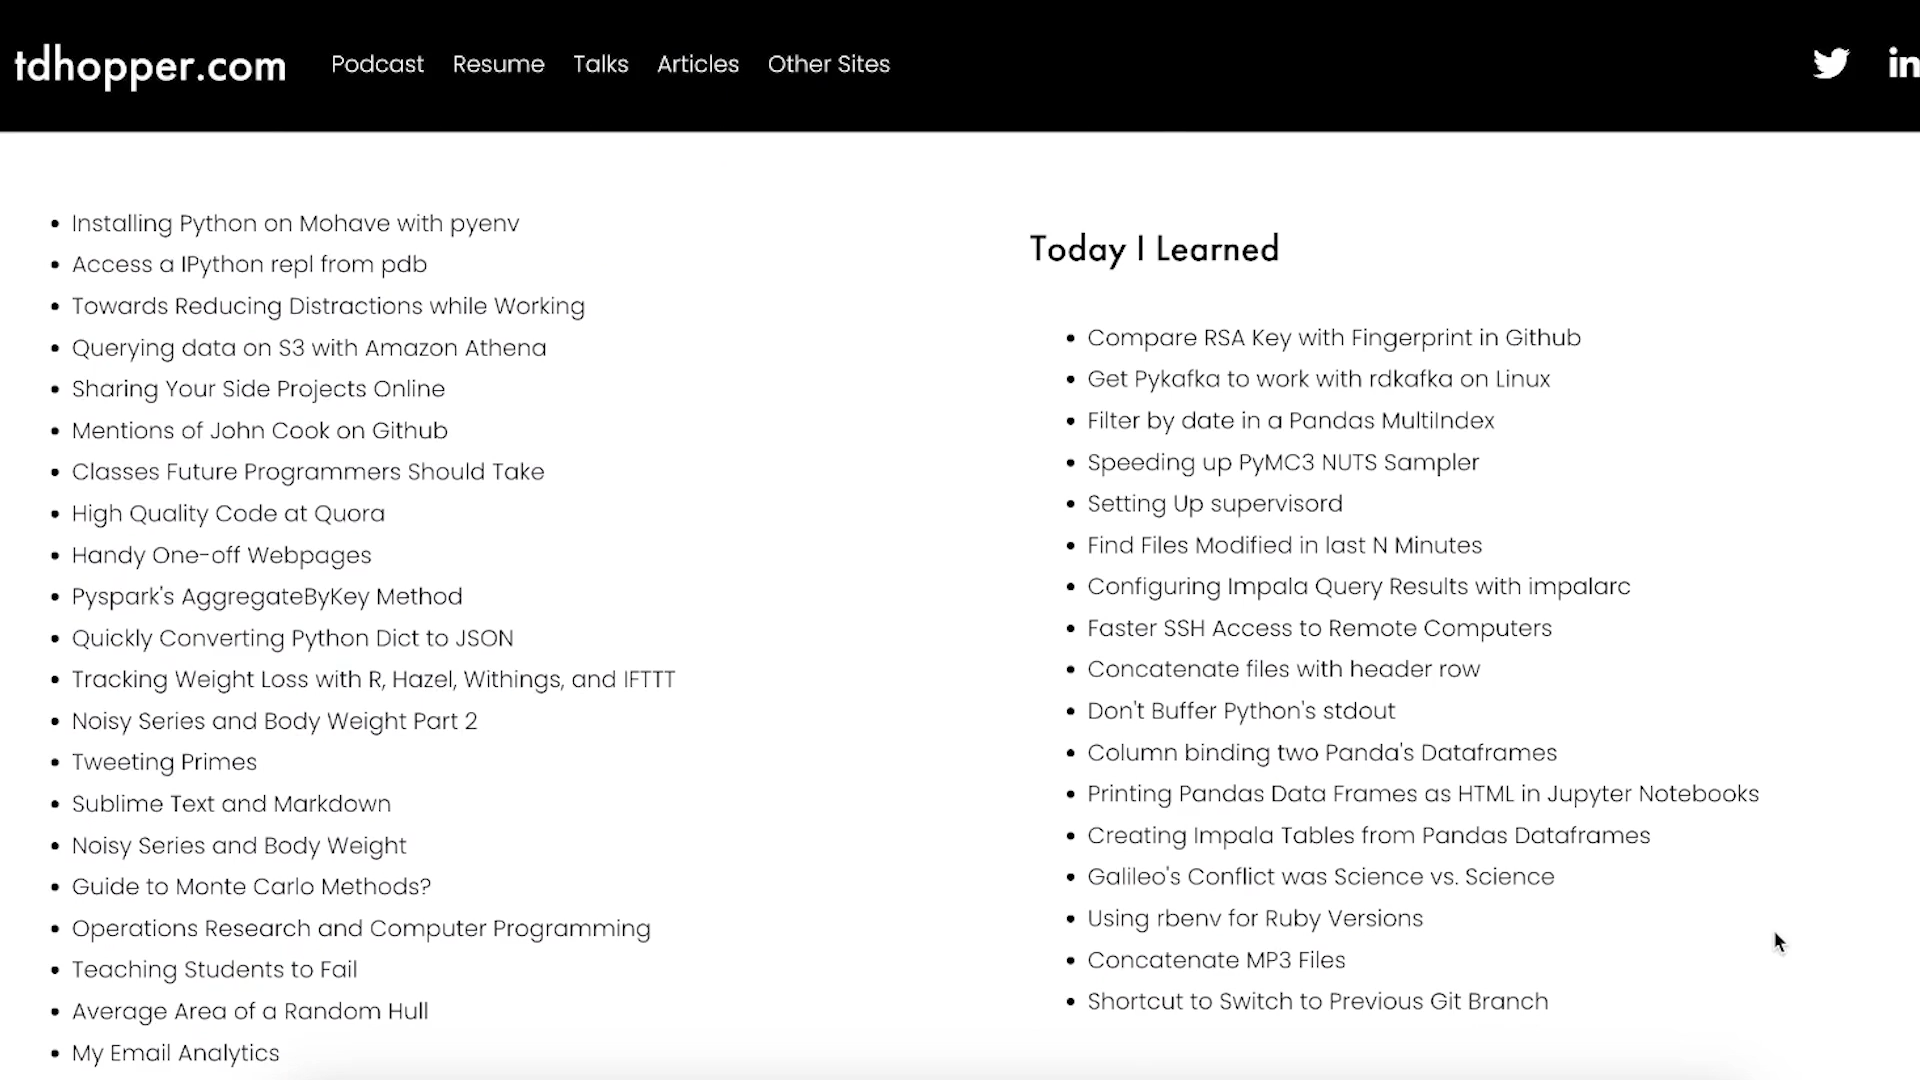 tdhopper.com
Podcast Resume Talks Articles Other Sites
in
Installing Python on Mohave with pyenv
Access a IPython repl from pdb
Towards Reducing Distractions while Working
Querying data on S3 with Amazon Athena
Sharing Your Side Projects Online
Mentions of John Cook on Github
Classes Future Programmers Should Take
High Quality Code at Quora
Handy One-off Webpages
Pyspark's AggregateByKey Method
Quickly Converting Python Dict to JSON
Tracking Weight Loss with R, Hazel, Withings, and IFTTT
Noisy Series and Body Weight Part 2
Tweeting Primes
Sublime Text and Markdown
Noisy Series and Body Weight
Guide to Monte Carlo Methods?
Operations Research and Computer Programming
Teaching Students to Fail
Average Area of a Random Hull
My Email Analytics
Today I Learned
Compare RSA Key with Fingerprint in Github
Get Pykafka to work with rdkafka on Linux
Filter by date in a Pandas MultiIndex
Speeding up PyMC3 NUTS Sampler
Setting Up supervisord
Find Files Modified in last N Minutes
Configuring Impala Query Results with impalarc
Faster SSH Access to Remote Computers
Concatenate files with header row
Don't Buffer Python's stdout
Column binding two Panda's Dataframes
Printing Pandas Data Frames as HTML in Jupyter Notebooks
Creating Impala Tables from Pandas Dataframes
Galileo's Conflict was Science vs. Science
Using rbenv for Ruby Versions
Concatenate MP3 Files
Shortcut to Switch to Previous Git Branch